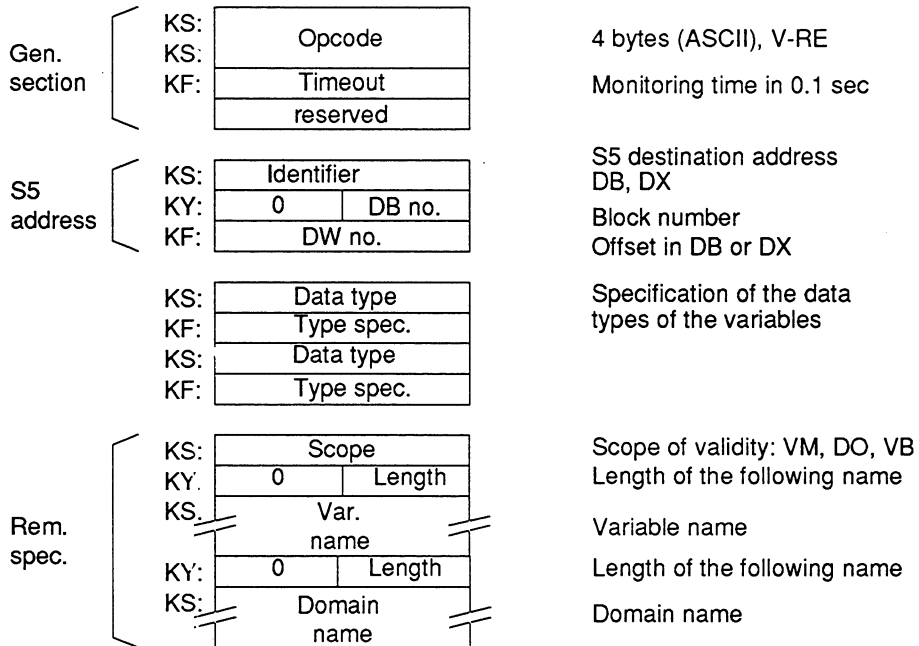 Gen.
section
KS:
KS:
Opcode
4 bytes (ASCII), V-RE
KF:
Timeout
Monitoring time in 0.1 sec
reserved
S5
address
KS:
Identifier
S5 destination address
DB, DX
KY:
0
DB no.
Block number
KF:
DW no.
Offset in DB or DX
KS:
Data type
Specification of the data
types of the variables
KF:
Type spec.
KS:
Data type
KF:
Type spec.
Rem.
spec.
KS:
Scope
Scope of validity: VM, DO, VB
KY.
0
Length
Length of the following name
KS.
Var.
name
Variable name
KY:
0
Length
Length of the following name
KS:
Domain
name
Domain name